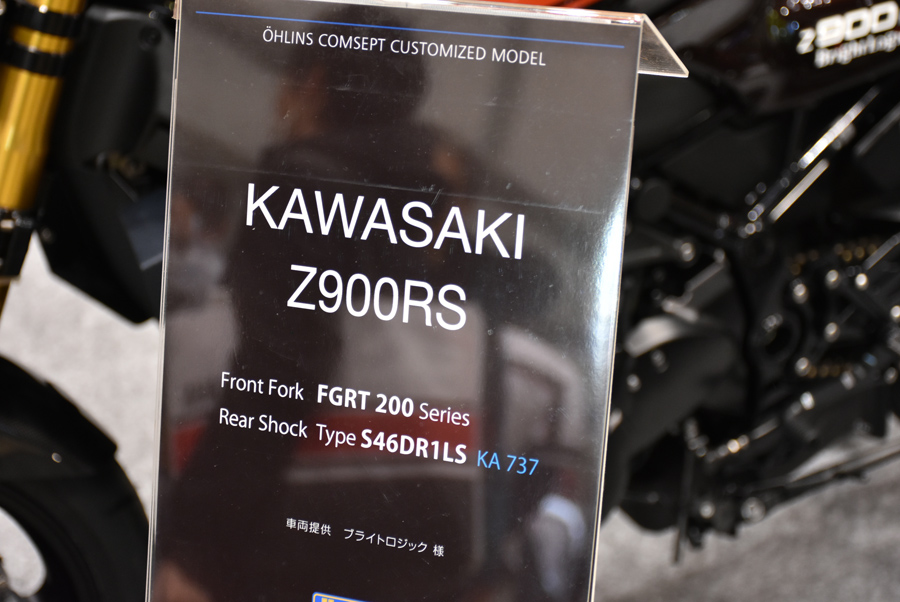 ÖHLINS COMSEPT CUSTOMIZED MODEL
KAWASAKI
Z900RS
Front Fork FGRT 200 Series
Rear Shock Type S46DR1LS KA 737
車両提供 ブライトロジック 様
Z900